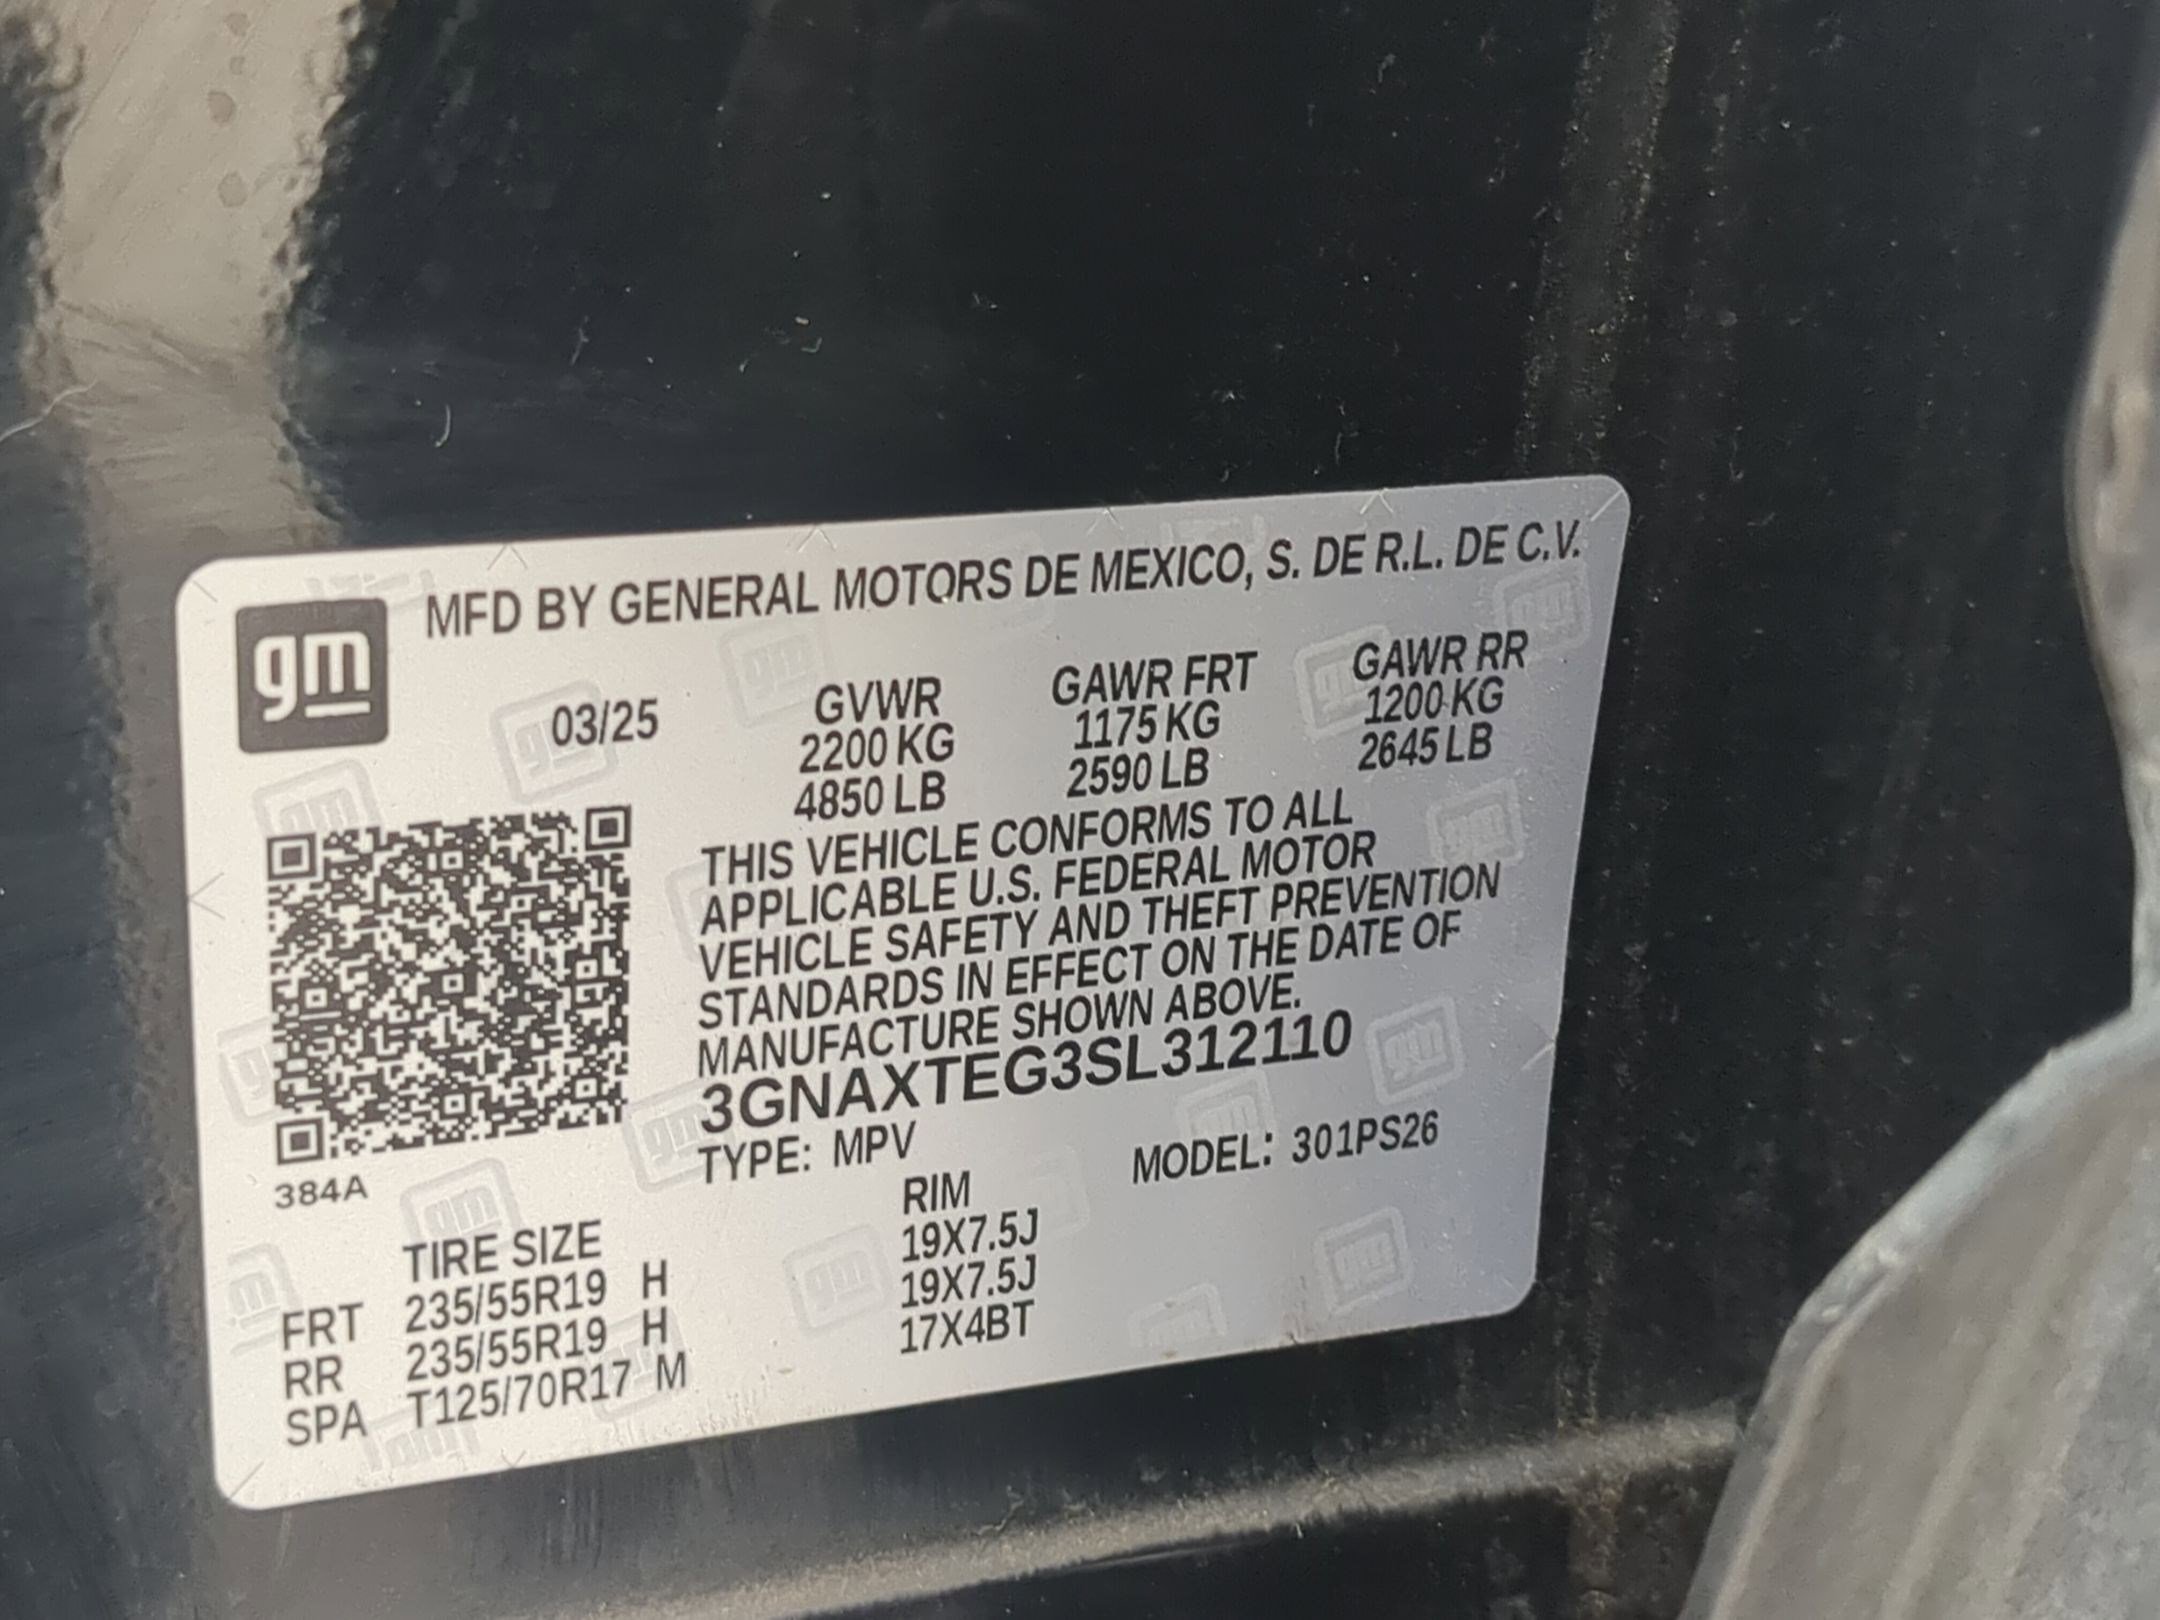 MFD BY GENERAL MOTORS DE MEXICO, S. DE R.L. DE C.V.
gm
03/25 GVWR GAWR FRT GAWR RR
2200 KG 1175 KG 1200 KG
4850 LB 2590 LB 2645 LB
THIS VEHICLE CONFORMS TO ALL
APPLICABLE U.S. FEDERAL MOTOR
VEHICLE SAFETY AND THEFT PREVENTION
STANDARDS IN EFFECT ON THE DATE OF
MANUFACTURE SHOWN ABOVE.
3GNAXTEG3SL312110
TYPE: MPV MODEL: 301PS26
384A
TIRE SIZE RIM
FRT 235/55R19 H 19X7.5J
RR 235/55R19 H 19X7.5J
SPA T125/70R17 M 17X4BT